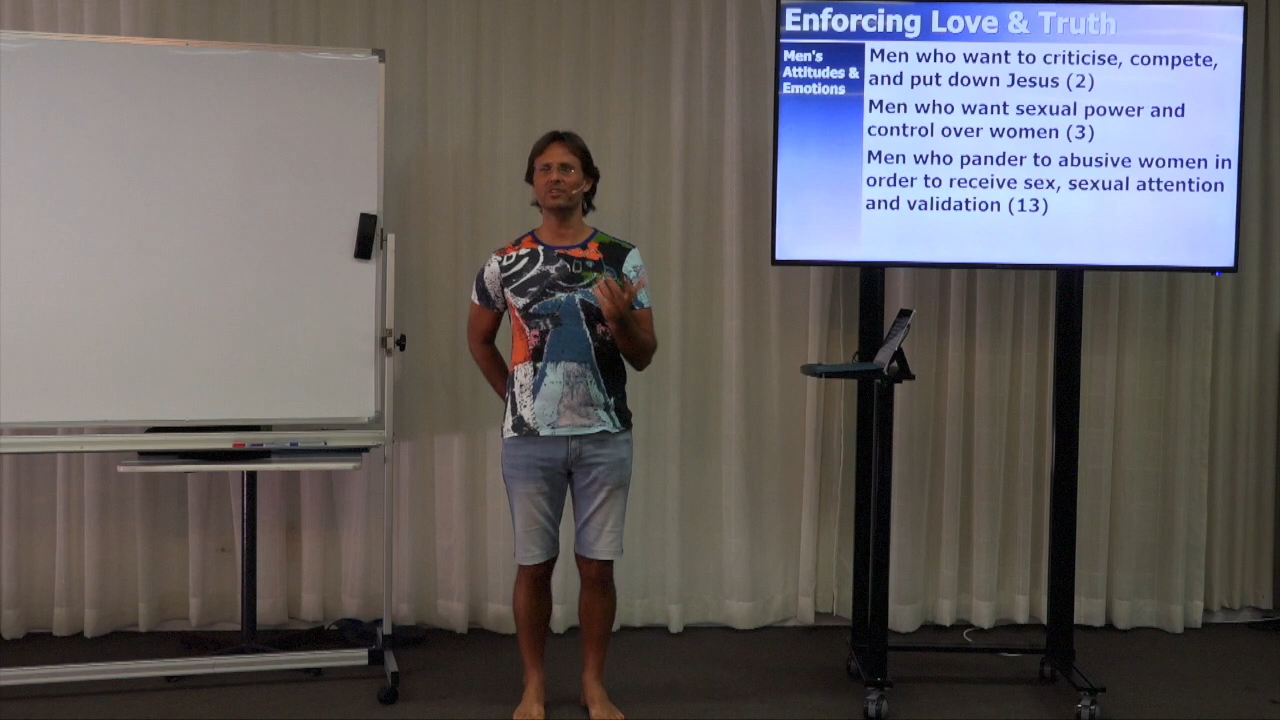 Enforcing Love & Truth
Men's
Attitudes &
Emotions
Men who want to criticise, compete,
and put down Jesus (2)
Men who want sexual power and
control over women (3)
Men who pander to abusive women in
order to receive sex, sexual attention
and validation (13)